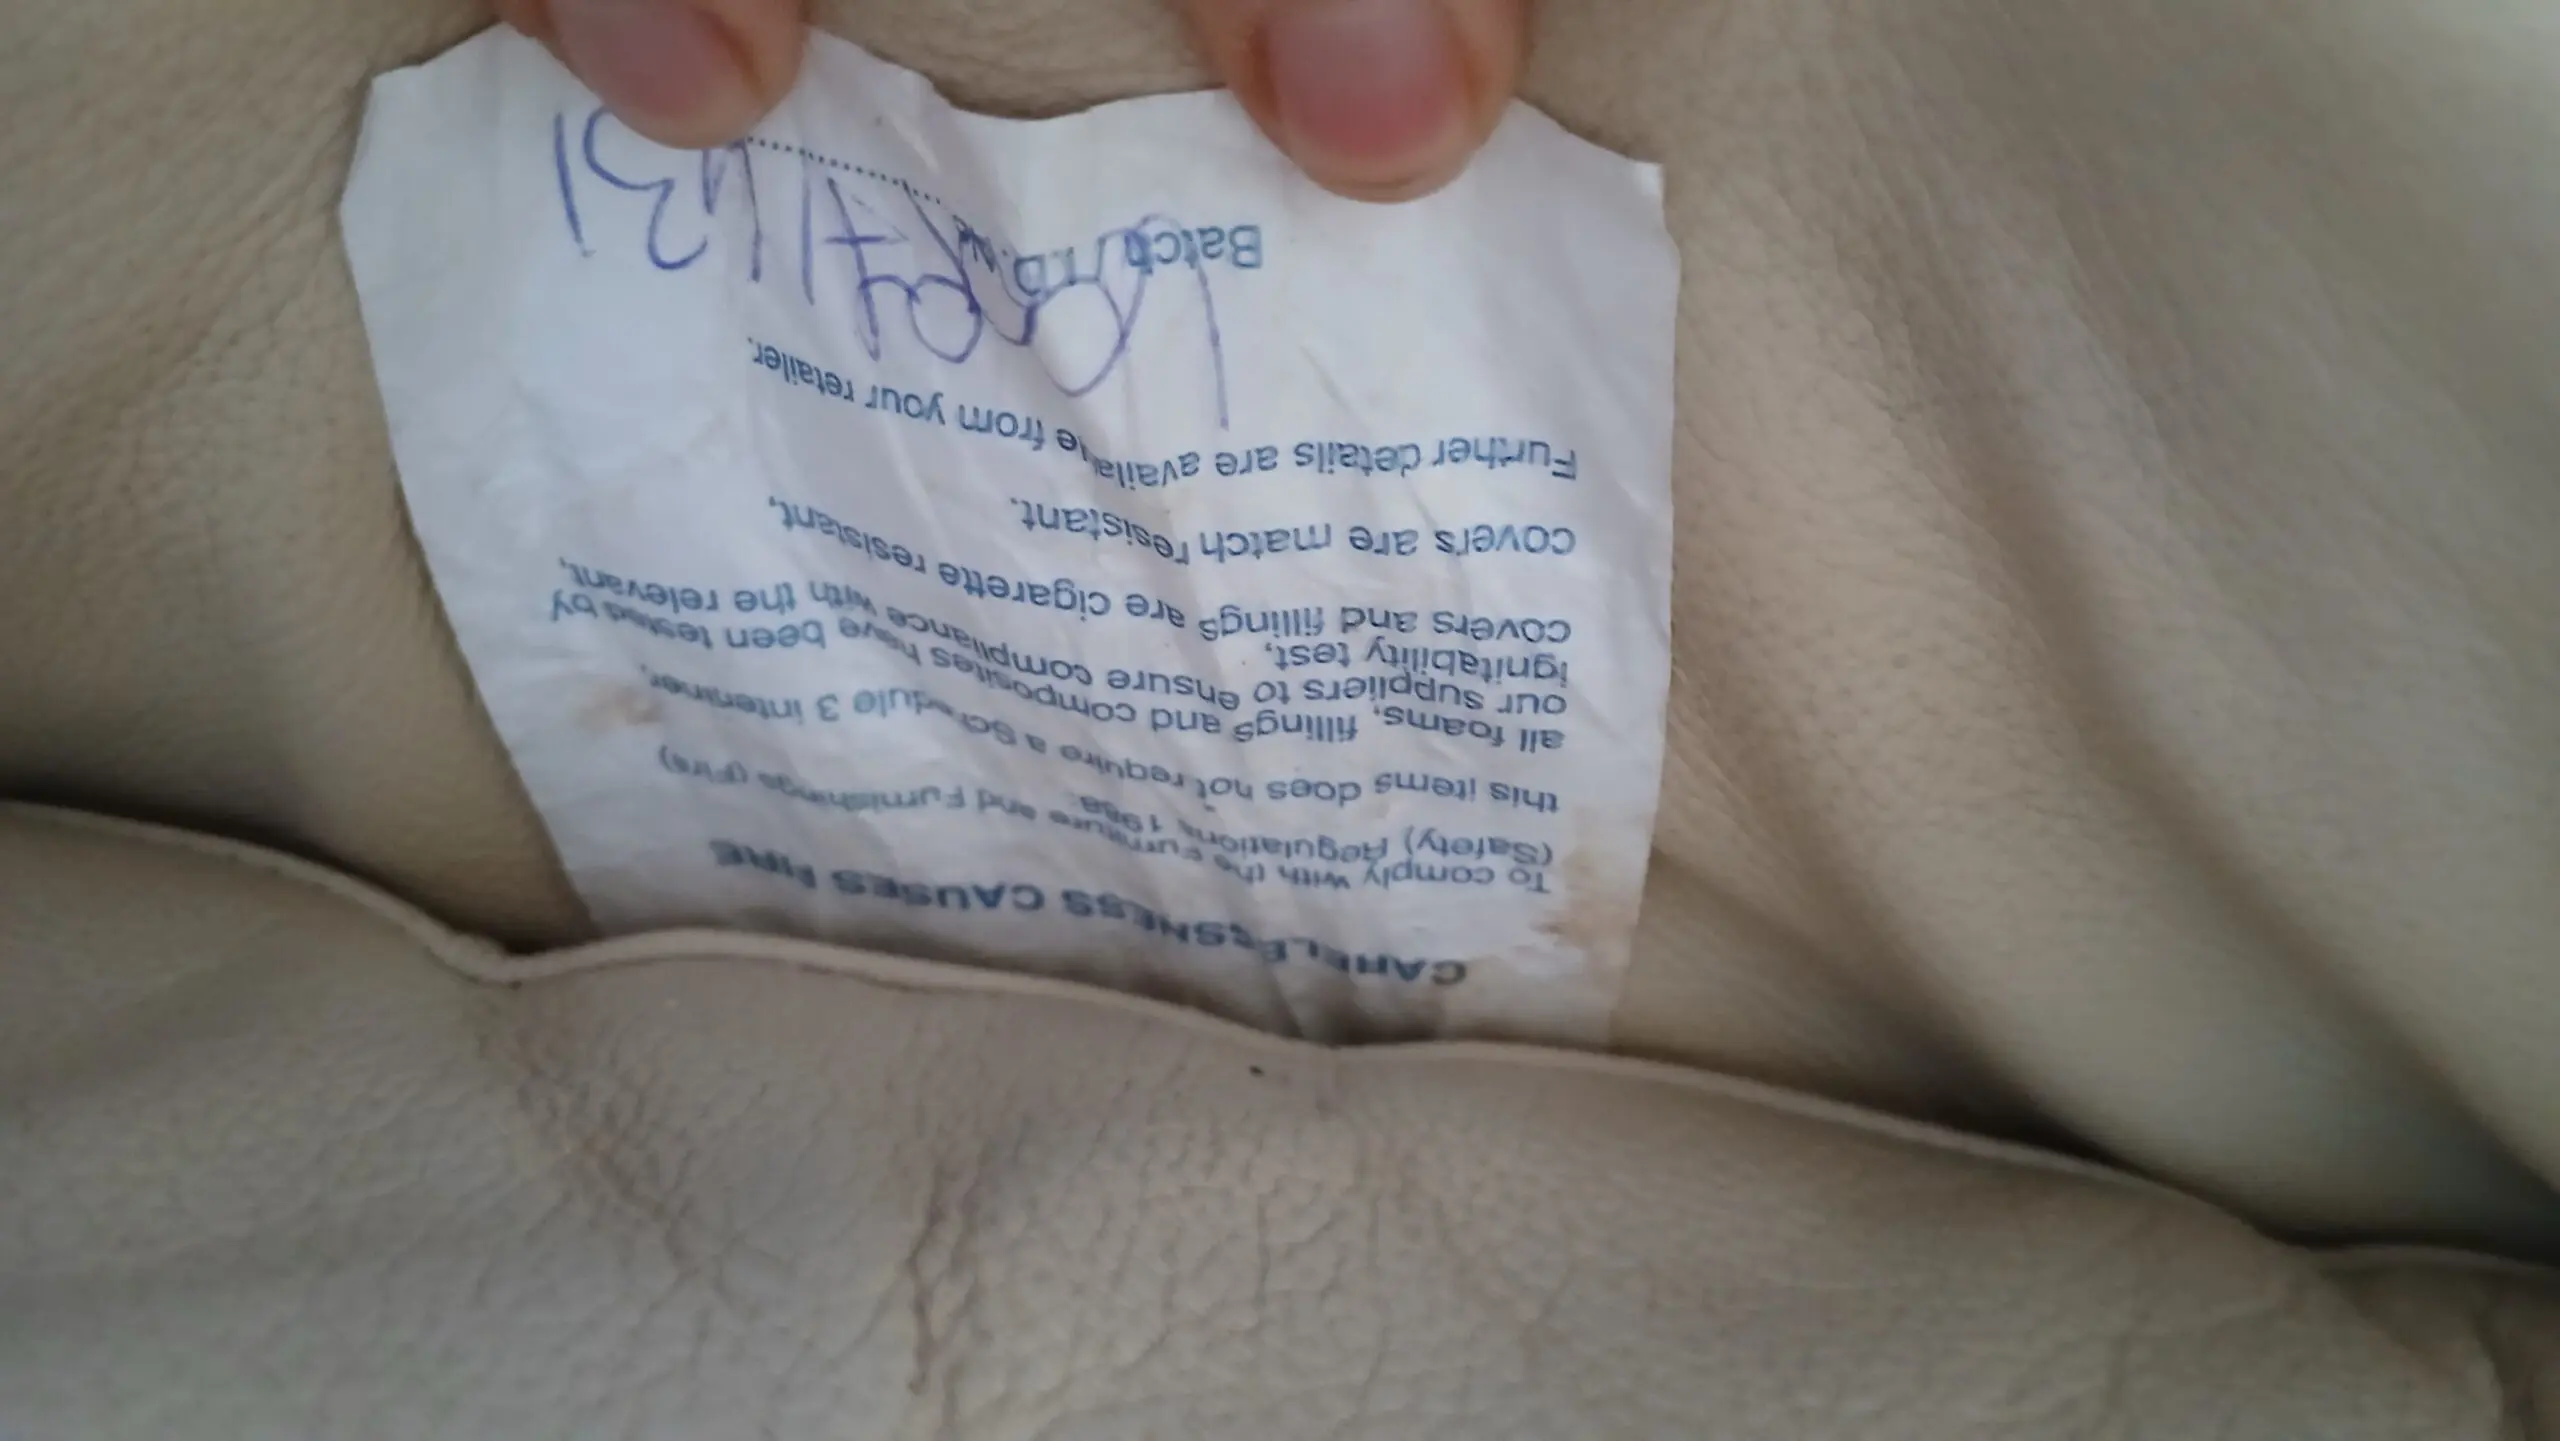 CARELESSNESS CAUSES FIRE
To comply with the Furniture and Furnishings (Fire)
(Safety) Regulations 1988.
this items does not require a Schedule 3 interliner,
all foams, fillings and composites have been tested by
our suppliers to ensure compliance with the relevant,
ignitability test,
covers and fillings are cigarette resistant,
covers are match resistant.
Further details are available from your retailer.
Batch/I.D. No